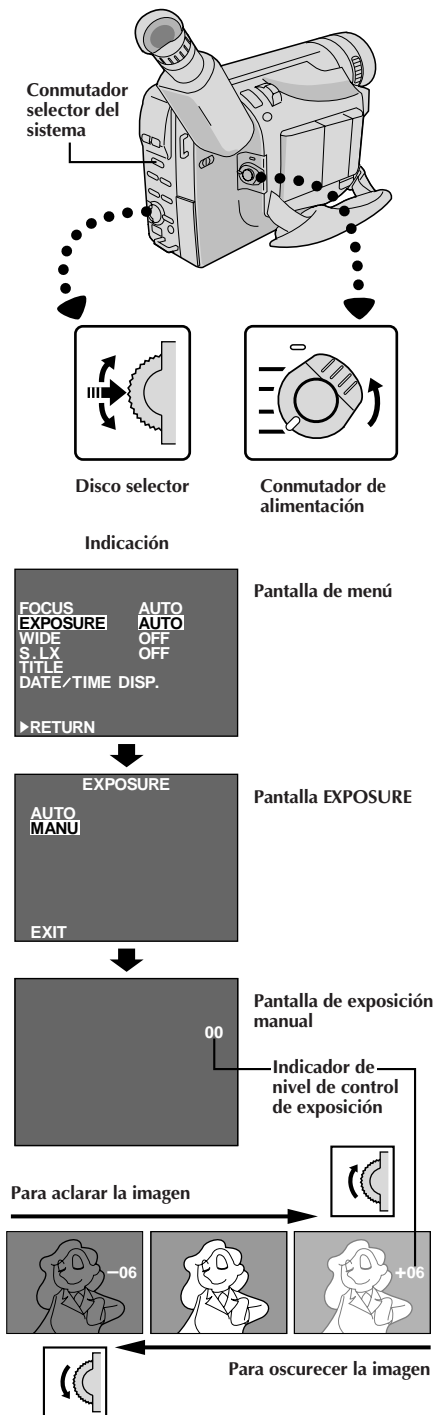 Conmutador
selector del
sistema
Disco selector
Conmutador de
alimentación
Indicación
Pantalla de menú
FOCUS AUTO
EXPOSURE AUTO
WIDE OFF
S.LX OFF
TITLE
DATE/TIME DISP.
▶RETURN
EXPOSURE
Pantalla EXPOSURE
AUTO
MANU
EXIT
Pantalla de exposición
manual
00
Indicador de
nivel de control
de exposición
Para aclarar la imagen
–06
+06
Para oscurecer la imagen